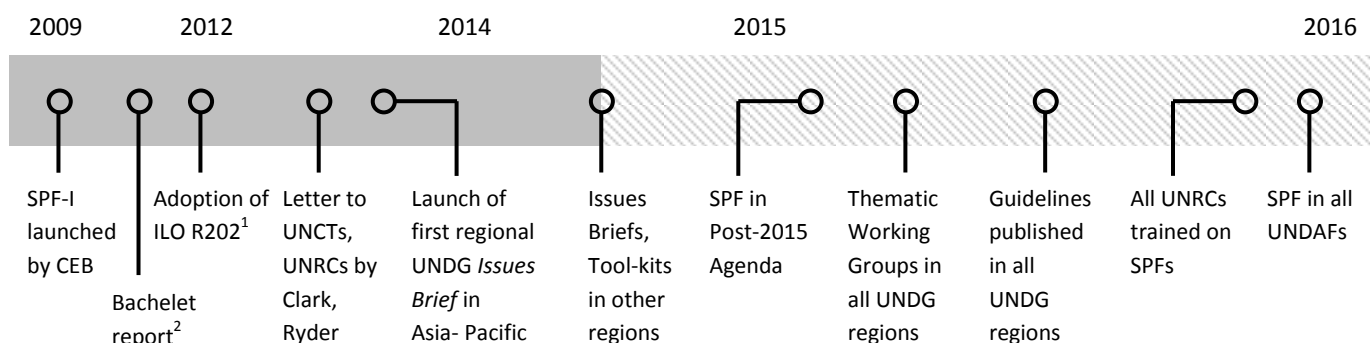 2009 2012 2014 2015 2016
SPF-I
launched
by CEB
Bachelet
report2
Adoption of
ILO R2021
Letter to
UNCTs,
UNRCs by
Clark,
Ryder
Launch of
first regional
UNDG Issues
Brief in
Asia- Pacific
Issues
Briefs,
Tool-kits
in other
regions
SPF in
Post-2015
Agenda
Thematic
Working
Groups in
all UNDG
regions
Guidelines
published
in all
UNDG
regions
All UNRCs
trained on
SPFs
SPF in all
UNDAFs